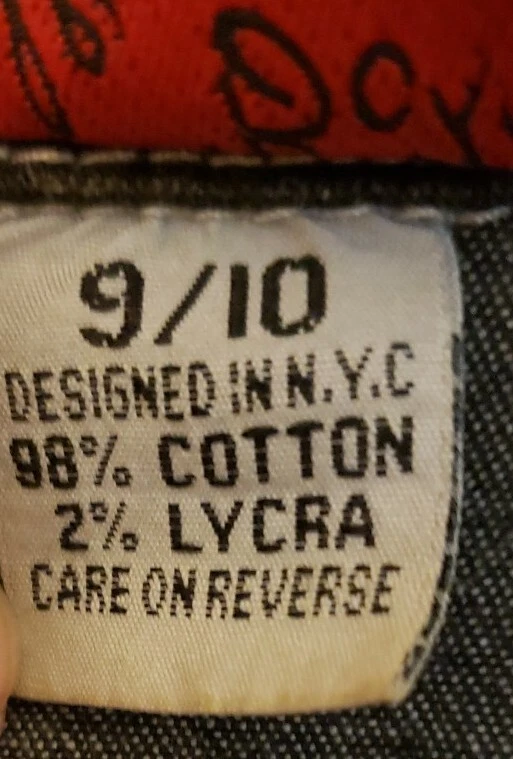 9/10
DESIGNED IN N.Y.C
98% COTTON
2% LYCRA
CARE ON REVERSE